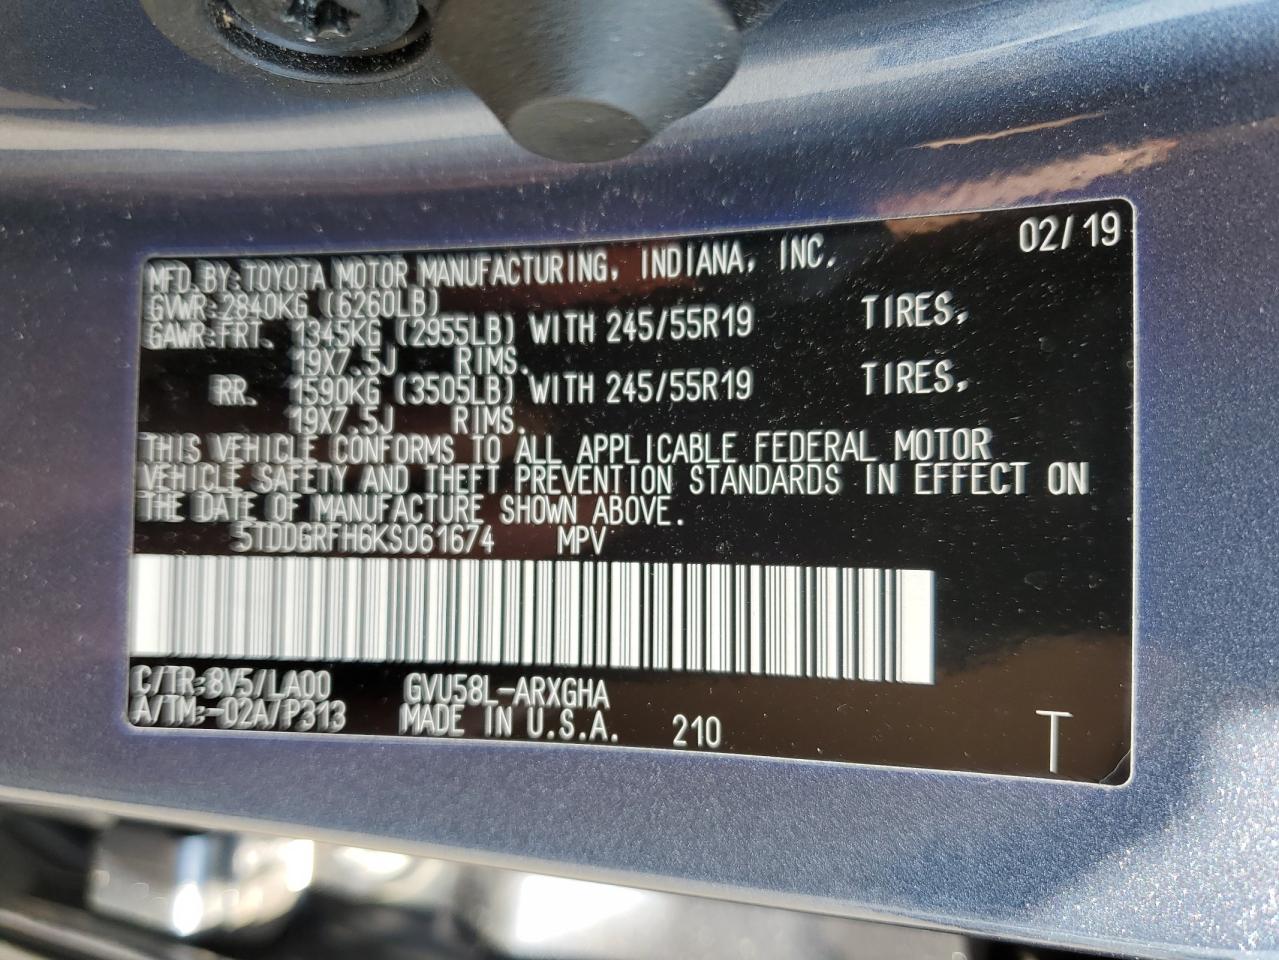 02/19
MFD.BY:TOYOTA MOTOR MANUFACTURING, INDIANA, INC.
GVWR:2840KG (6260LB)
GAWR:FRT. 1345KG (2955LB) WITH 245/55R19 TIRES,
19X7.5J RIMS.
RR. 1590KG (3505LB) WITH 245/55R19 TIRES,
19X7.5J RIMS.
THIS VEHICLE CONFORMS TO ALL APPLICABLE FEDERAL MOTOR
VEHICLE SAFETY AND THEFT PREVENTION STANDARDS IN EFFECT ON
THE DATE OF MANUFACTURE SHOWN ABOVE.
5TDDGRFH6KS061674 MPV
C/TR:8V5/LA00 GVU58L-ARXGHA
A/TM:-02A/P313 MADE IN U.S.A. 210 T